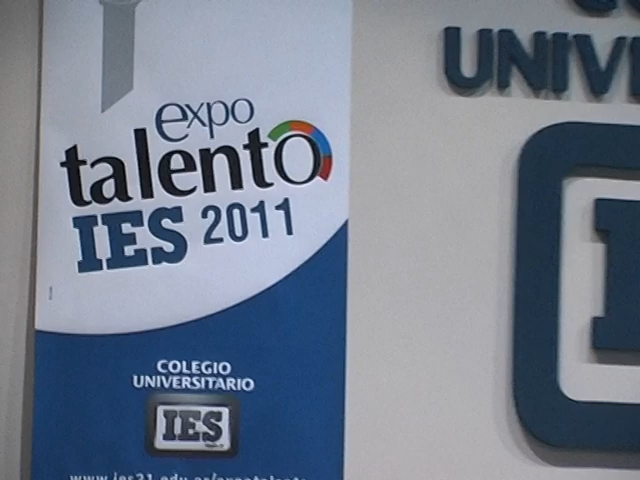 expo
talento
IES 2011
COLEGIO
UNIVERSITARIO
IES
UNIV